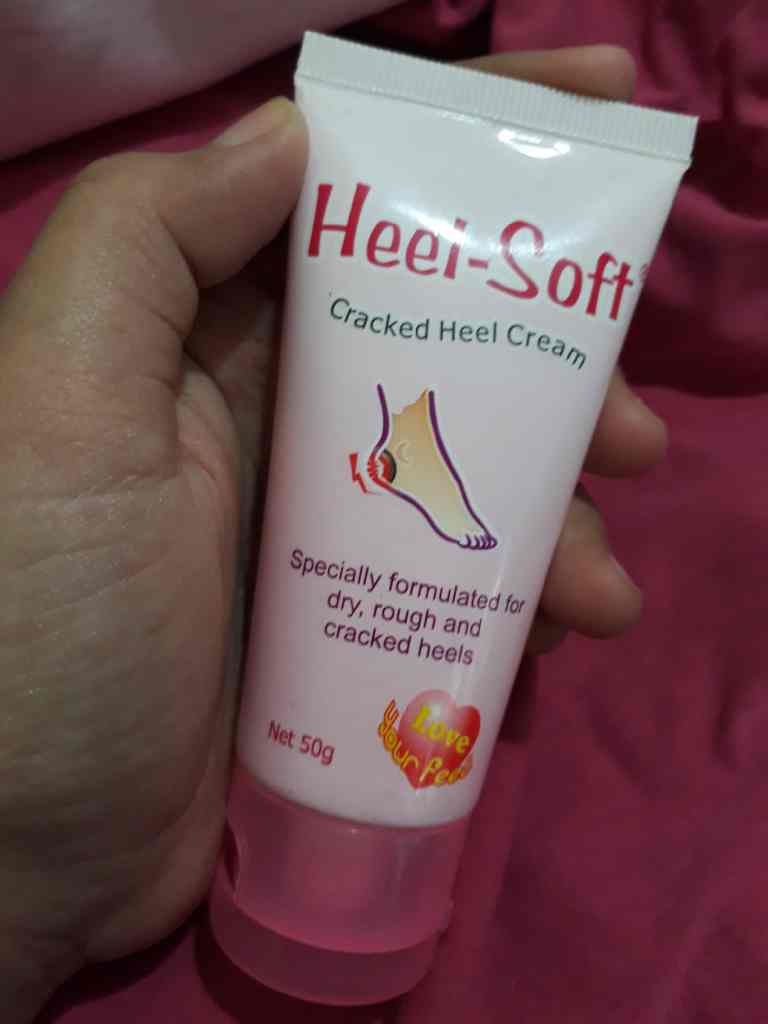 Heel-Soft®
Cracked Heel Cream
Specially formulated for
dry, rough and
cracked heels
Net 50g
Love
your feet